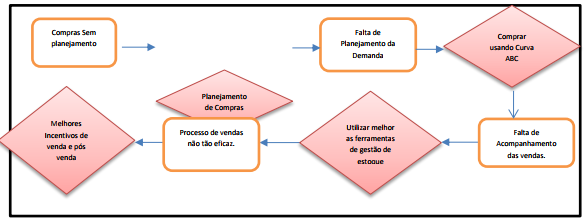 Compras Sem
planejamento
Falta de
Planejamento da
Demanda
Comprar
usando Curva
ABC
Planejamento
de Compras
Melhores
Incentivos de
venda e pós
venda
Processo de vendas
não tão eficaz.
Utilizar melhor
as ferramentas
de gestão de
estoque
Falta de
Acompanhamento
das vendas.